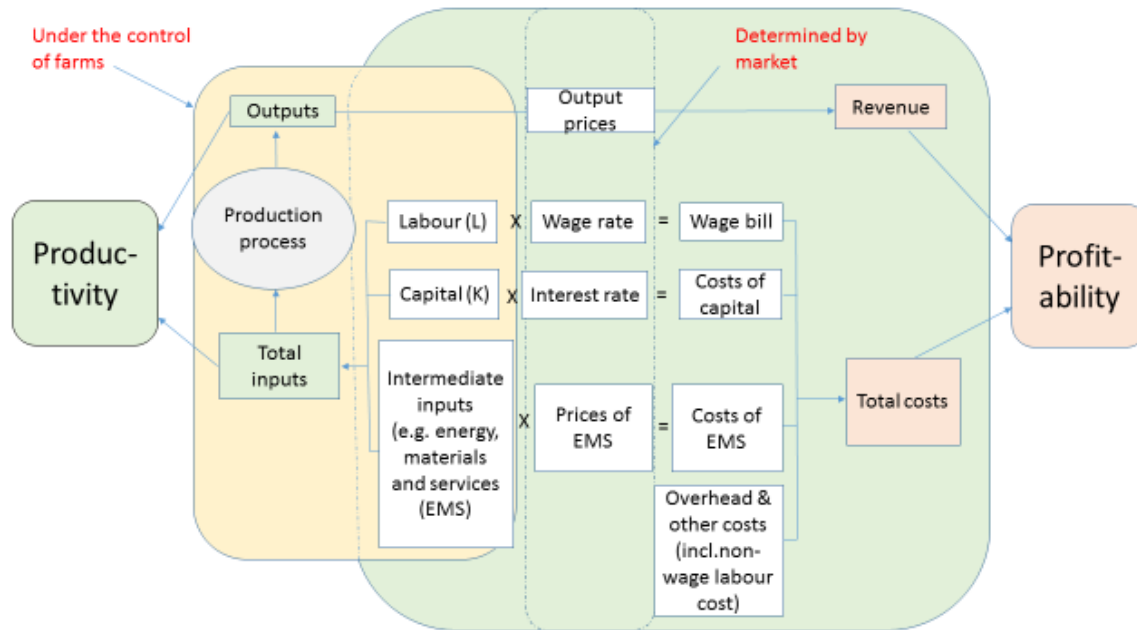 Under the control
of farms
Determined by
market
Outputs
Output
prices
Revenue
Production
process
Labour (L)
X
Wage rate
=
Wage bill
Produc-
tivity
Profit-
ability
Capital (K)
X
Interest rate
=
Costs of
capital
Total
inputs
Intermediate
inputs
(e.g. energy,
materials
and services
(EMS)
X
Prices of
EMS
=
Costs of
EMS
Total costs
Overhead &
other costs
(incl.non-
wage labour
cost)